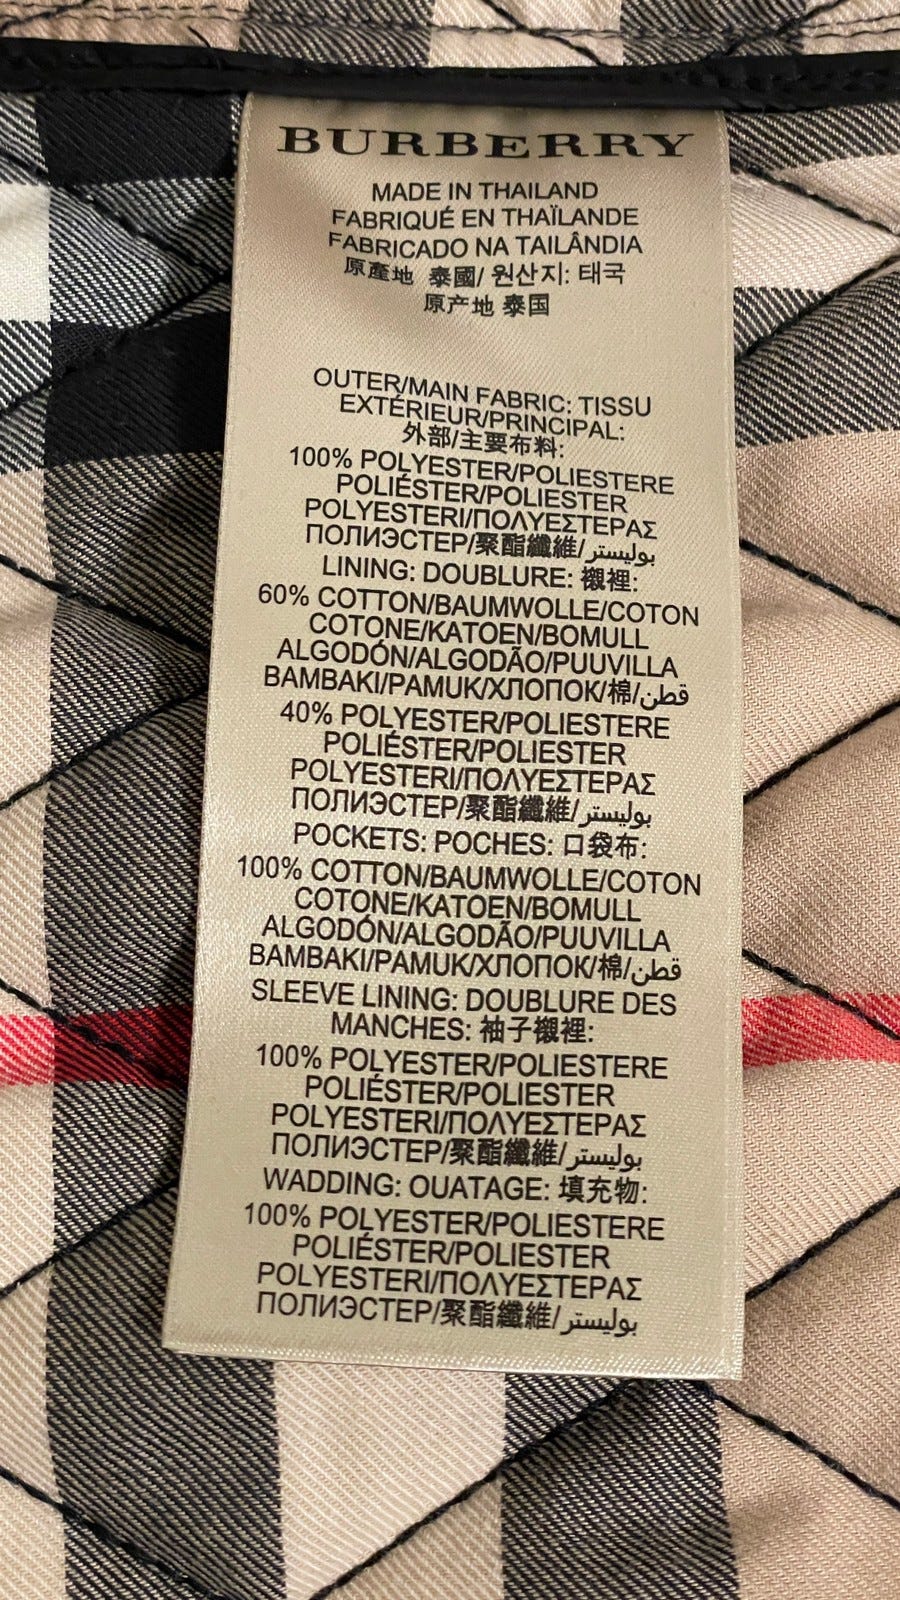 BURBERRY
MADE IN THAILAND
FABRIQUÉ EN THAÏLANDE
FABRICADO NA TAILÂNDIA
原產地 泰國/ 원산지: 태국
原产地 泰国
OUTER/MAIN FABRIC: TISSU
EXTÉRIEUR/PRINCIPAL:
外部/主要布料:
100% POLYESTER/POLIESTERE
POLIÉSTER/POLIESTER
POLYESTERI/ΠΟΛΥΕΣΤΕΡΑΣ
ПОЛИЭСТЕР/聚酯纖維/بوليستر
LINING: DOUBLURE: 襯裡:
60% COTTON/BAUMWOLLE/COTON
COTONE/KATOEN/BOMULL
ALGODÓN/ALGODÃO/PUUVILLA
BAMBAKI/PAMUK/ХЛОПОК/棉/قطن
40% POLYESTER/POLIESTERE
POLIÉSTER/POLIESTER
POLYESTERI/ΠΟΛΥΕΣΤΕΡΑΣ
ПОЛИЭСТЕР/聚酯纖維/بوليستر
POCKETS: POCHES: 口袋布:
100% COTTON/BAUMWOLLE/COTON
COTONE/KATOEN/BOMULL
ALGODÓN/ALGODÃO/PUUVILLA
BAMBAKI/PAMUK/ХЛОПОК/棉/قطن
SLEEVE LINING: DOUBLURE DES
MANCHES: 袖子襯裡:
100% POLYESTER/POLIESTERE
POLIÉSTER/POLIESTER
POLYESTERI/ΠΟΛΥΕΣΤΕΡΑΣ
ПОЛИЭСТЕР/聚酯纖維/بوليستر
WADDING: OUATAGE: 填充物:
100% POLYESTER/POLIESTERE
POLIÉSTER/POLIESTER
POLYESTERI/ΠΟΛΥΕΣΤΕΡΑΣ
ПОЛИЭСТЕР/聚酯纖維/بوليستر